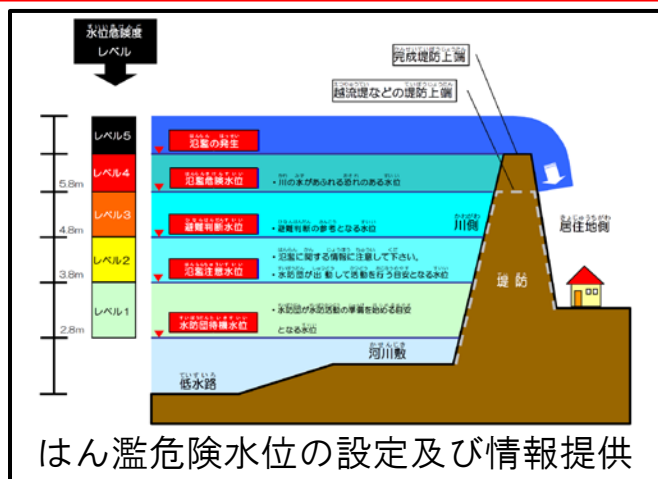 水位危険度
レベル
完成堤防上端
越流堤などの堤防上端
レベル5
氾濫の発生
レベル4
氾濫危険水位
・川の水があふれる恐れのある水位
5.8m
レベル3
避難判断水位
・避難判断の参考となる水位
川側
居住地側
4.8m
レベル2
氾濫注意水位
・氾濫に関する情報に注意して下さい。
・水防団が出動して活動を行う目安となる水位
堤防
3.8m
レベル1
水防団待機水位
・水防団が水防活動の準備を始める目安
となる水位
2.8m
河川敷
低水路
はん濫危険水位の設定及び情報提供